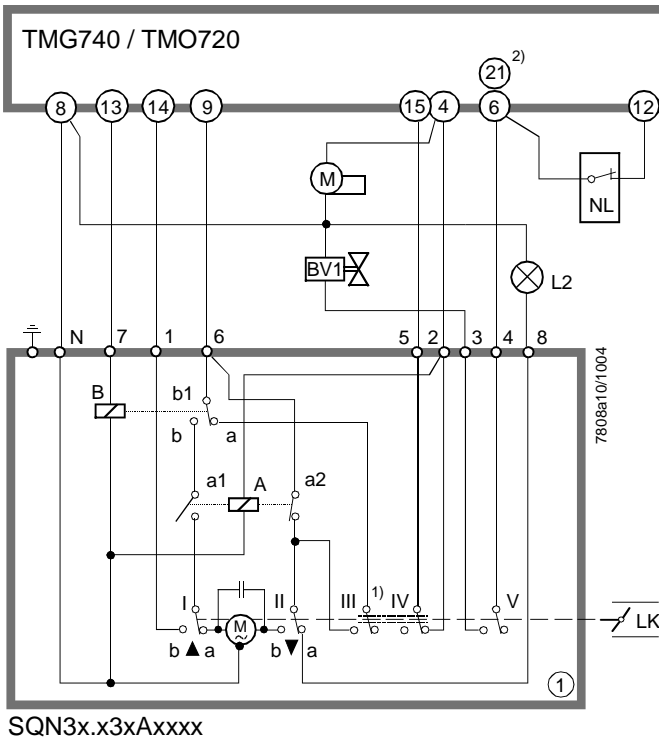 TMG740 / TMO720
21 2)
8 13 14 9 15 4 6 12
M
NL
BV1
L2
N 7 1 6 5 2 3 4 8
7808a10/1004
B b1
b a
a1 A a2
I II III 1) IV V
M ~
LK
b ▲ a b ▼ a
1
SQN3x.x3xAxxxx